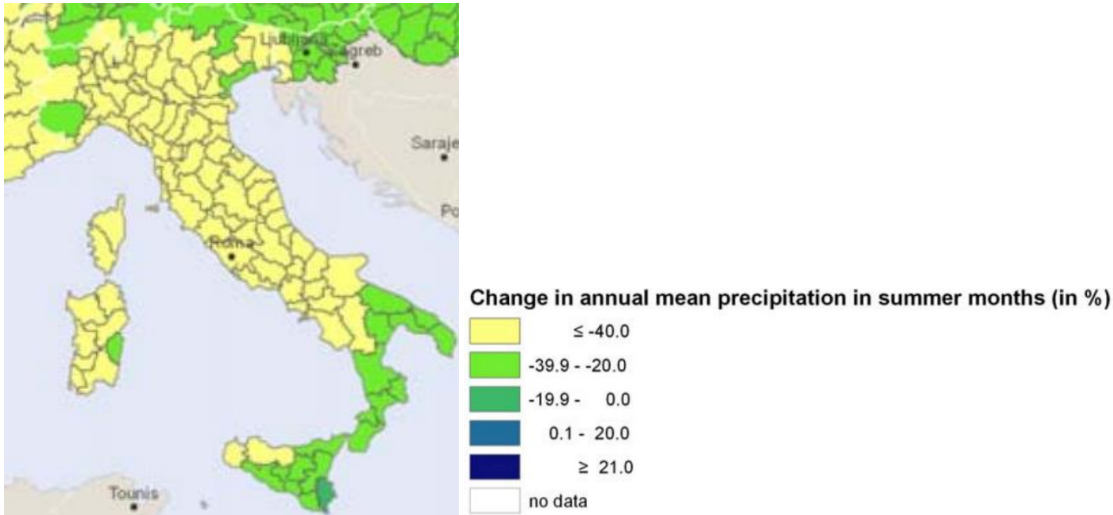 Ljubljana
Zagreb
Saraje
Po
Roma
Tounis
Change in annual mean precipitation in summer months (in %)
≤ -40.0
-39.9 - -20.0
-19.9 - 0.0
0.1 - 20.0
≥ 21.0
no data